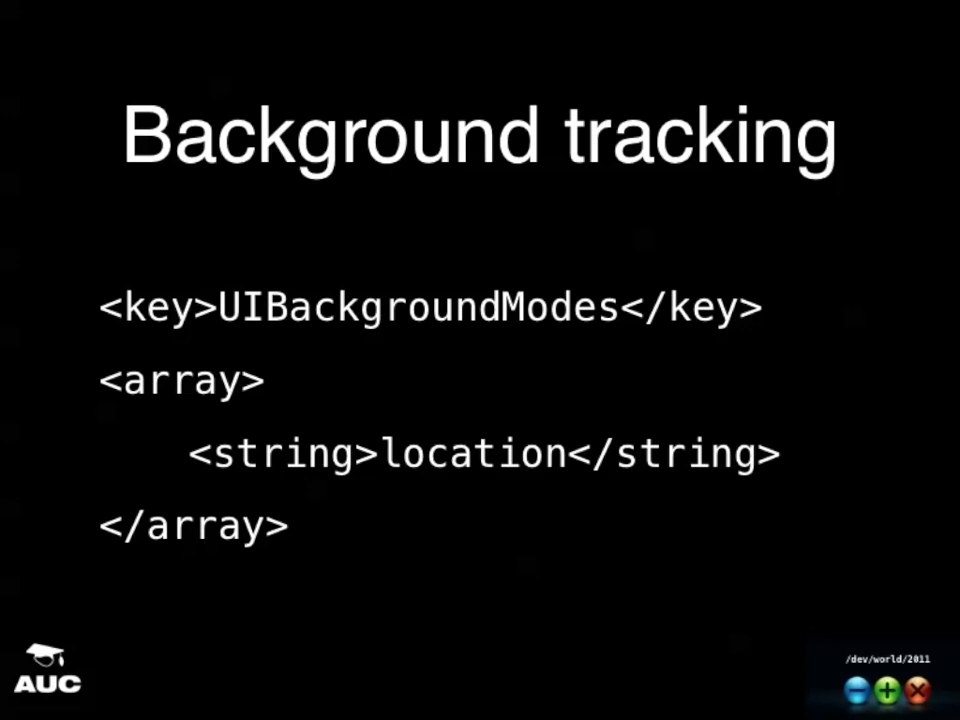 Background tracking
<key>UIBackgroundModes</key>
<array>
<string>location</string>
</array>
AUC
/dev/world/2011